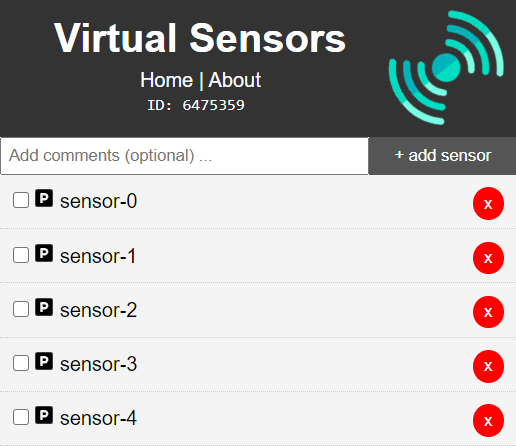 Virtual Sensors
Home | About
ID: 6475359
Add comments (optional) ...
+ add sensor
P sensor-0 x
P sensor-1 x
P sensor-2 x
P sensor-3 x
P sensor-4 x